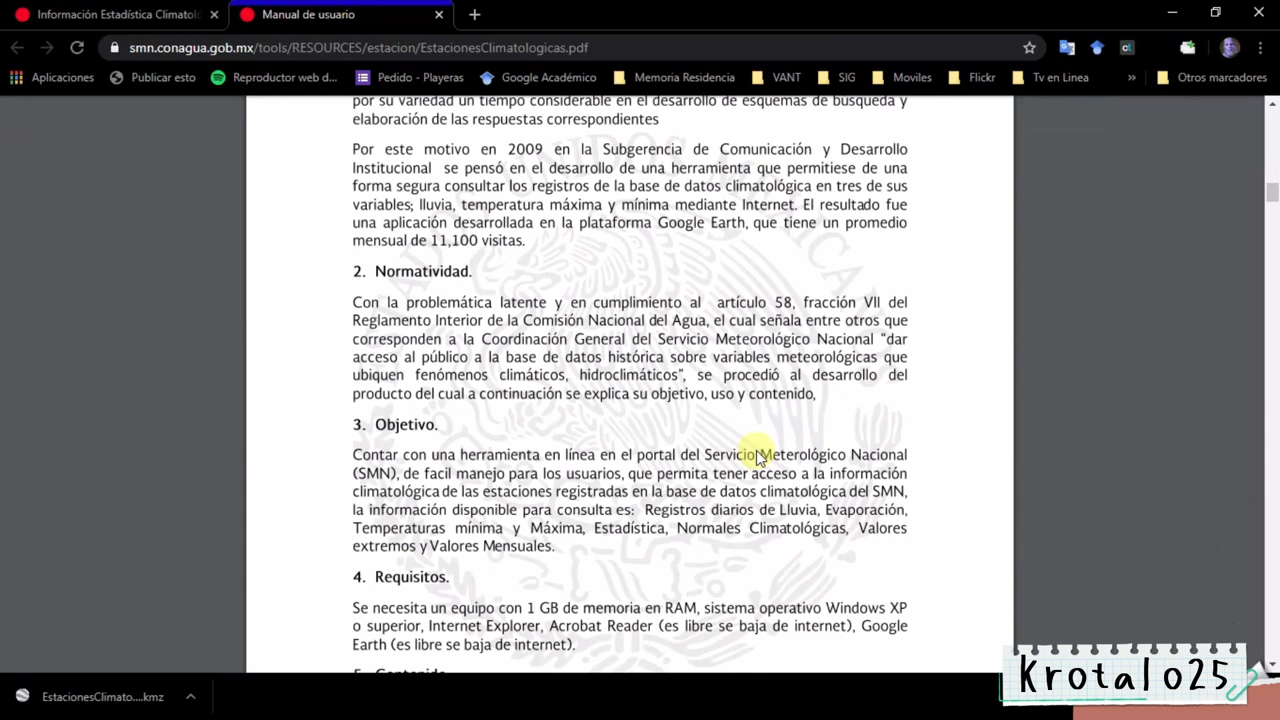 Información Estadística Climatol
Manual de usuario
smn.conagua.gob.mx/tools/RESOURCES/estacion/EstacionesClimatologicas.pdf
Aplicaciones
Publicar esto
Reproductor web d...
Pedido - Playeras
Google Académico
Memoria Residencia
VANT
SIG
Moviles
Flickr
Tv en Linea
»
Otros marcadores
por su variedad un tiempo considerable en el desarrollo de esquemas de búsqueda y
elaboración de las respuestas correspondientes
Por este motivo en 2009 en la Subgerencia de Comunicación y Desarrollo
Institucional se pensó en el desarrollo de una herramienta que permitiese de una
forma segura consultar los registros de la base de datos climatológica en tres de sus
variables; lluvia, temperatura máxima y mínima mediante Internet. El resultado fue
una aplicación desarrollada en la plataforma Google Earth, que tiene un promedio
mensual de 11,100 visitas.
2. Normatividad.
Con la problemática latente y en cumplimiento al artículo 58, fracción VII del
Reglamento Interior de la Comisión Nacional del Agua, el cual señala entre otros que
corresponden a la Coordinación General del Servicio Meteorológico Nacional “dar
acceso al público a la base de datos histórica sobre variables meteorológicas que
ubiquen fenómenos climáticos, hidroclimáticos”, se procedió al desarrollo del
producto del cual a continuación se explica su objetivo, uso y contenido,
3. Objetivo.
Contar con una herramienta en línea en el portal del Servicio Meterológico Nacional
(SMN), de facil manejo para los usuarios, que permita tener acceso a la información
climatológica de las estaciones registradas en la base de datos climatológica del SMN,
la información disponible para consulta es: Registros diarios de Lluvia, Evaporación,
Temperaturas mínima y Máxima, Estadística, Normales Climatológicas, Valores
extremos y Valores Mensuales.
4. Requisitos.
Se necesita un equipo con 1 GB de memoria en RAM, sistema operativo Windows XP
o superior, Internet Explorer, Acrobat Reader (es libre se baja de internet), Google
Earth (es libre se baja de internet).
5. Contenido
EstacionesClimato....kmz
Krotalo25